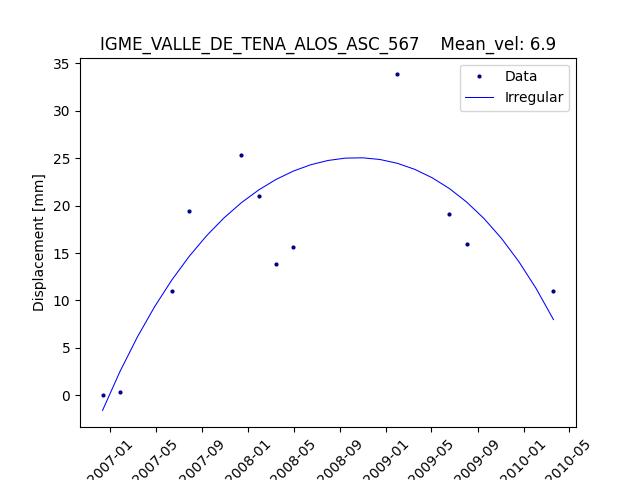 IGME_VALLE_DE_TENA_ALOS_ASC_567 Mean_vel: 6.9
Data
Irregular
Displacement [mm]
35
30
25
20
15
10
5
0
2007-01 2007-05 2007-09 2008-01 2008-05 2008-09 2009-01 2009-05 2009-09 2010-01 2010-05